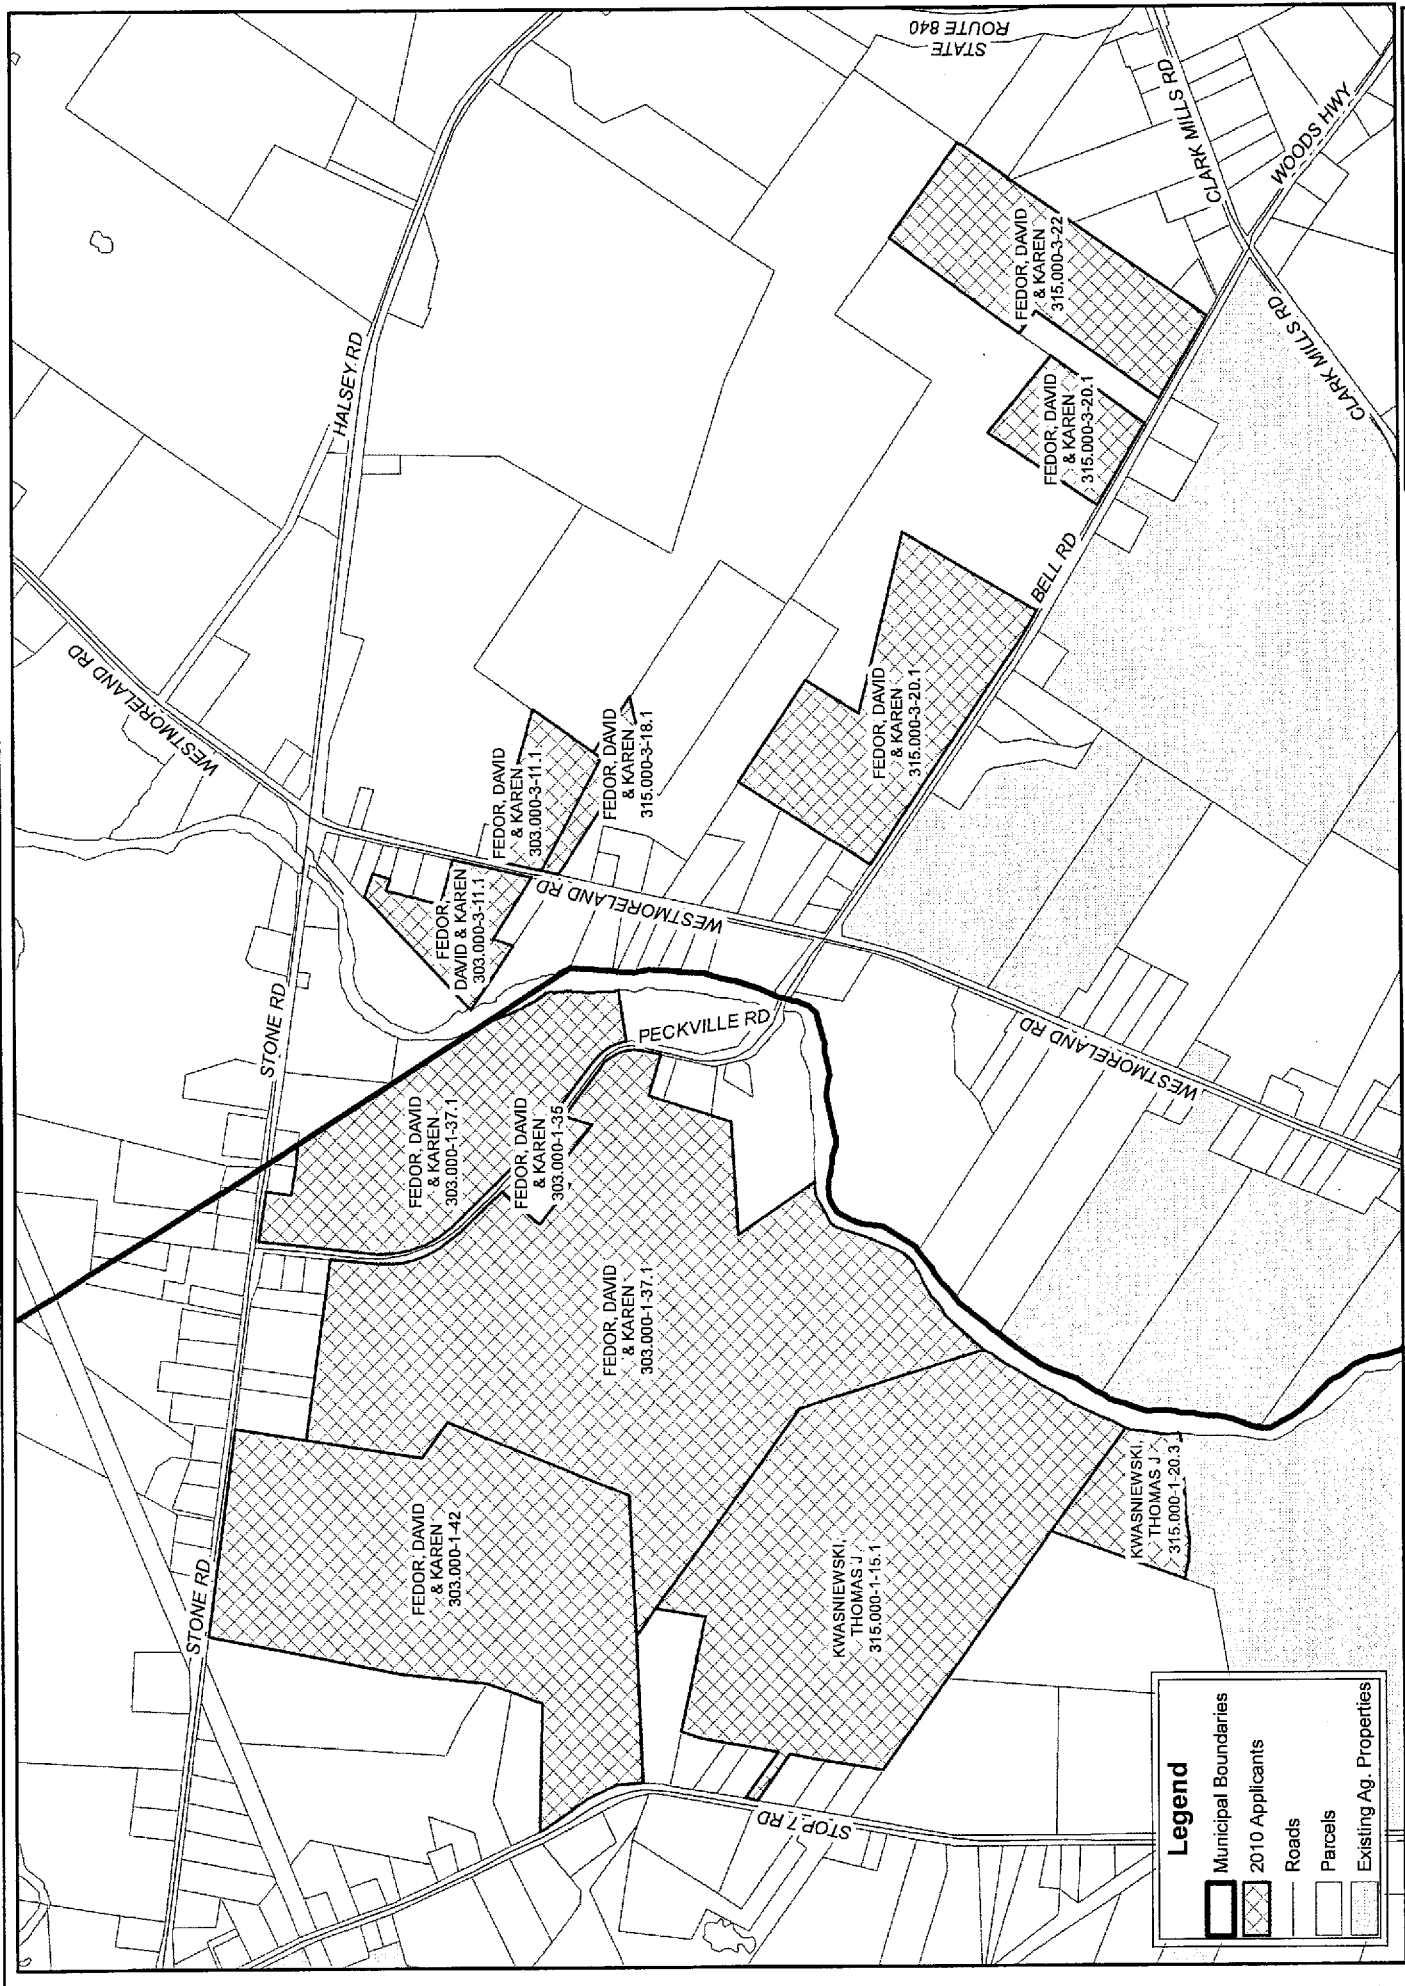 STATE
ROUTE 840
CLARK MILLS RD
WOODS HWY
CLARK MILLS RD
HALSEY RD
WESTMORELAND RD
FEDOR, DAVID
& KAREN
315.000-3-22
FEDOR, DAVID
& KAREN
315.000-3-20.1
BELL RD
FEDOR, DAVID
& KAREN
315.000-3-20.1
FEDOR, DAVID
& KAREN
315.000-3-18.1
FEDOR, DAVID
& KAREN
303.000-3-11.1
FEDOR,
DAVID & KAREN
303.000-3-11.1
WESTMORELAND RD
WESTMORELAND RD
STONE RD
PECKVILLE RD
FEDOR, DAVID
& KAREN
303.000-1-37.1
FEDOR, DAVID
& KAREN
303.000-1-35
FEDOR, DAVID
& KAREN
303.000-1-37.1
FEDOR, DAVID
& KAREN
303.000-1-42
STONE RD
KWASNIEWSKI,
THOMAS J
315.000-1-15.1
KWASNIEWSKI,
THOMAS J
315.000-1-20.3
STOP 7 RD
Legend
Municipal Boundaries
2010 Applicants
Roads
Parcels
Existing Ag. Properties